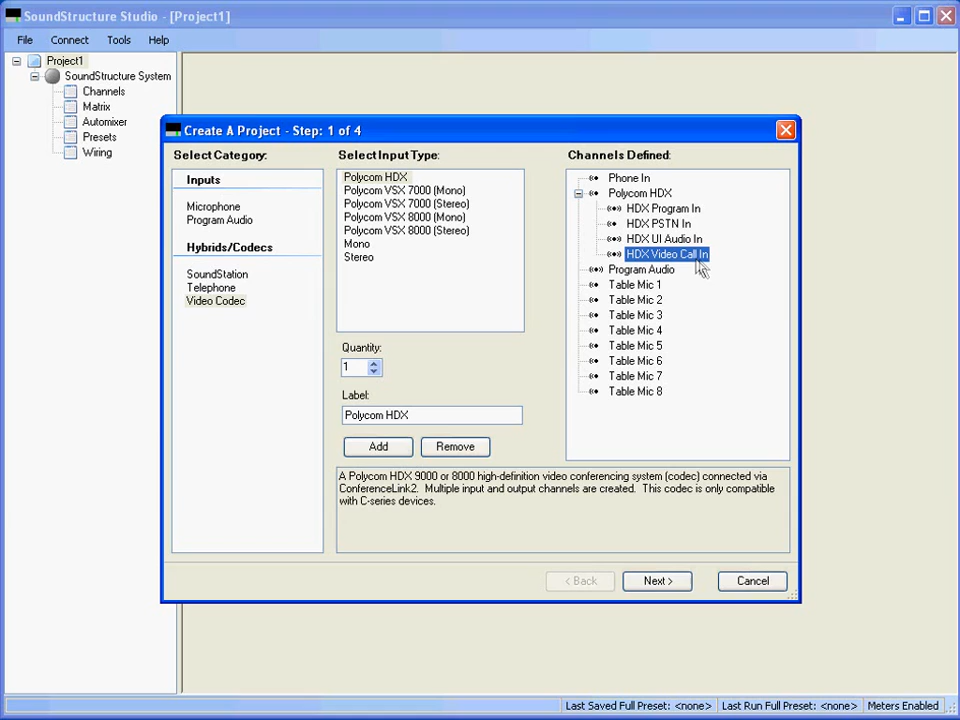 SoundStructure Studio - [Project1]
File Connect Tools Help
Project1
SoundStructure System
Channels
Matrix
Automixer
Presets
Wiring
Create A Project - Step: 1 of 4
Select Category:
Inputs
Microphone
Program Audio
Hybrids/Codecs
SoundStation
Telephone
Video Codec
Select Input Type:
Polycom HDX
Polycom VSX 7000 (Mono)
Polycom VSX 7000 (Stereo)
Polycom VSX 8000 (Mono)
Polycom VSX 8000 (Stereo)
Mono
Stereo
Quantity:
1
Label:
Polycom HDX
Add Remove
Channels Defined:
Phone In
Polycom HDX
HDX Program In
HDX PSTN In
HDX UI Audio In
HDX Video Call In
Program Audio
Table Mic 1
Table Mic 2
Table Mic 3
Table Mic 4
Table Mic 5
Table Mic 6
Table Mic 7
Table Mic 8
A Polycom HDX 9000 or 8000 high-definition video conferencing system (codec) connected via
ConferenceLink2. Multiple input and output channels are created. This codec is only compatible
with C-series devices.
< Back Next > Cancel
Last Saved Full Preset: <none> Last Run Full Preset: <none> Meters Enabled